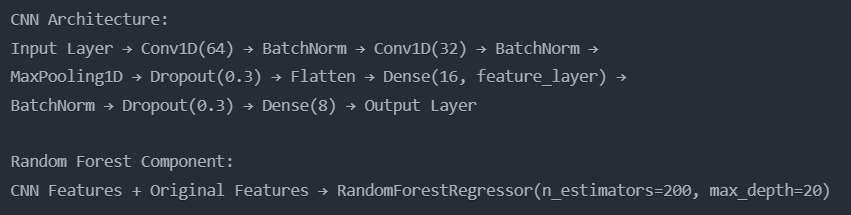 CNN Architecture:
Input Layer → Conv1D(64) → BatchNorm → Conv1D(32) → BatchNorm →
MaxPooling1D → Dropout(0.3) → Flatten → Dense(16, feature_layer) →
BatchNorm → Dropout(0.3) → Dense(8) → Output Layer
Random Forest Component:
CNN Features + Original Features → RandomForestRegressor(n_estimators=200, max_depth=20)